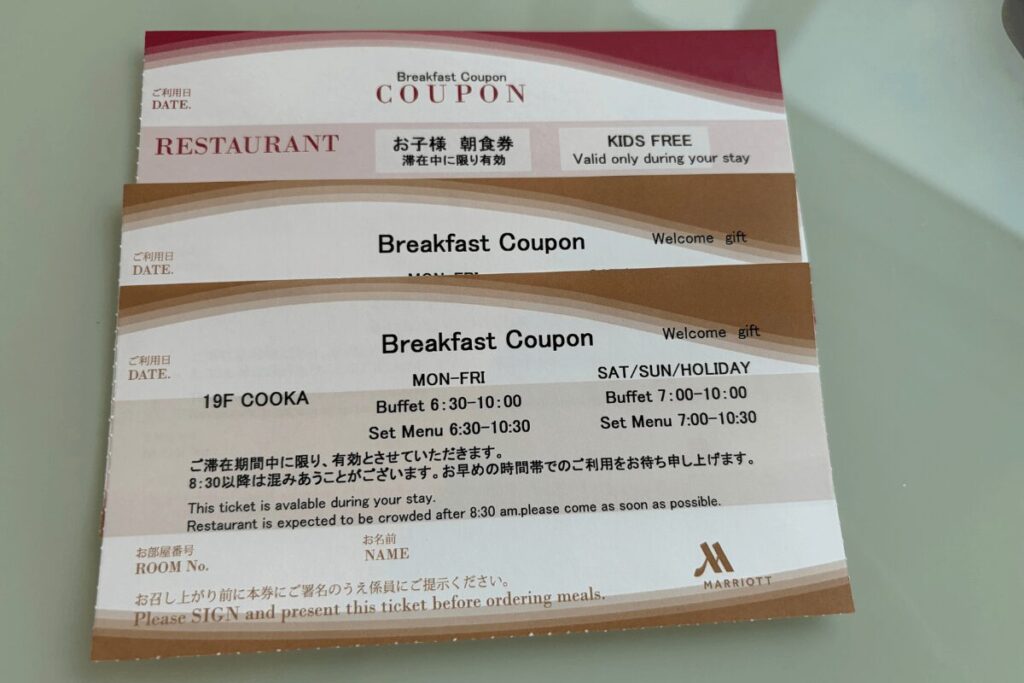 Breakfast Coupon
COUPON
ご利用日
DATE.
RESTAURANT
お子様 朝食券
滞在中に限り有効
KIDS FREE
Valid only during your stay
Breakfast Coupon
Welcome gift
ご利用日
DATE.
MON-FRI
Breakfast Coupon
Welcome gift
ご利用日
DATE.
19F COOKA
MON-FRI
Buffet 6:30-10:00
Set Menu 6:30-10:30
SAT/SUN/HOLIDAY
Buffet 7:00-10:00
Set Menu 7:00-10:30
ご滞在期間中に限り、有効とさせていただきます。
8:30以降は混みあうことがございます。お早めの時間帯でのご利用をお待ち申し上げます。
This ticket is avalable during your stay.
Restaurant is expected to be crowded after 8:30 am.please come as soon as possible.
お部屋番号
ROOM No.
お名前
NAME
MARRIOTT
お召し上がり前に本券にご署名のうえ係員にご提示ください。
Please SIGN and present this ticket before ordering meals.